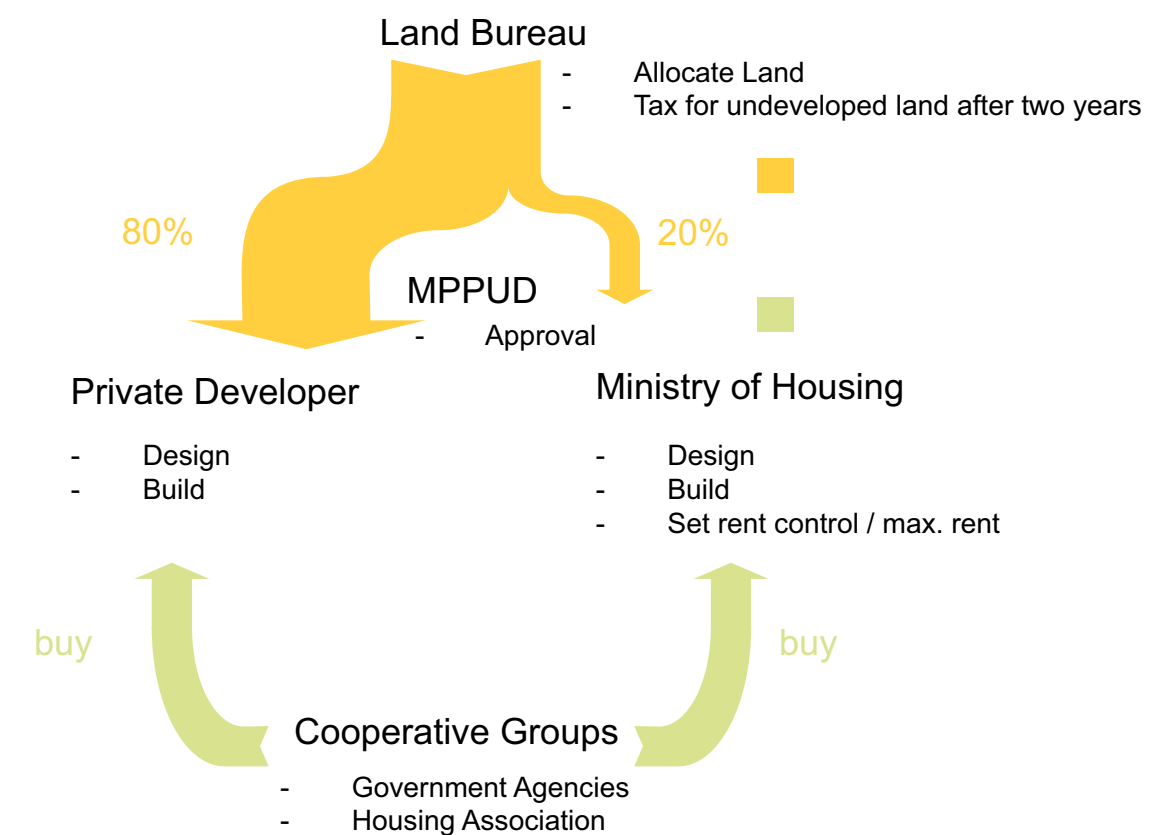 Land Bureau
- Allocate Land
- Tax for undeveloped land after two years
80%
20%
MPPUD
- Approval
Private Developer
- Design
- Build
Ministry of Housing
- Design
- Build
- Set rent control / max. rent
buy
buy
Cooperative Groups
- Government Agencies
- Housing Association